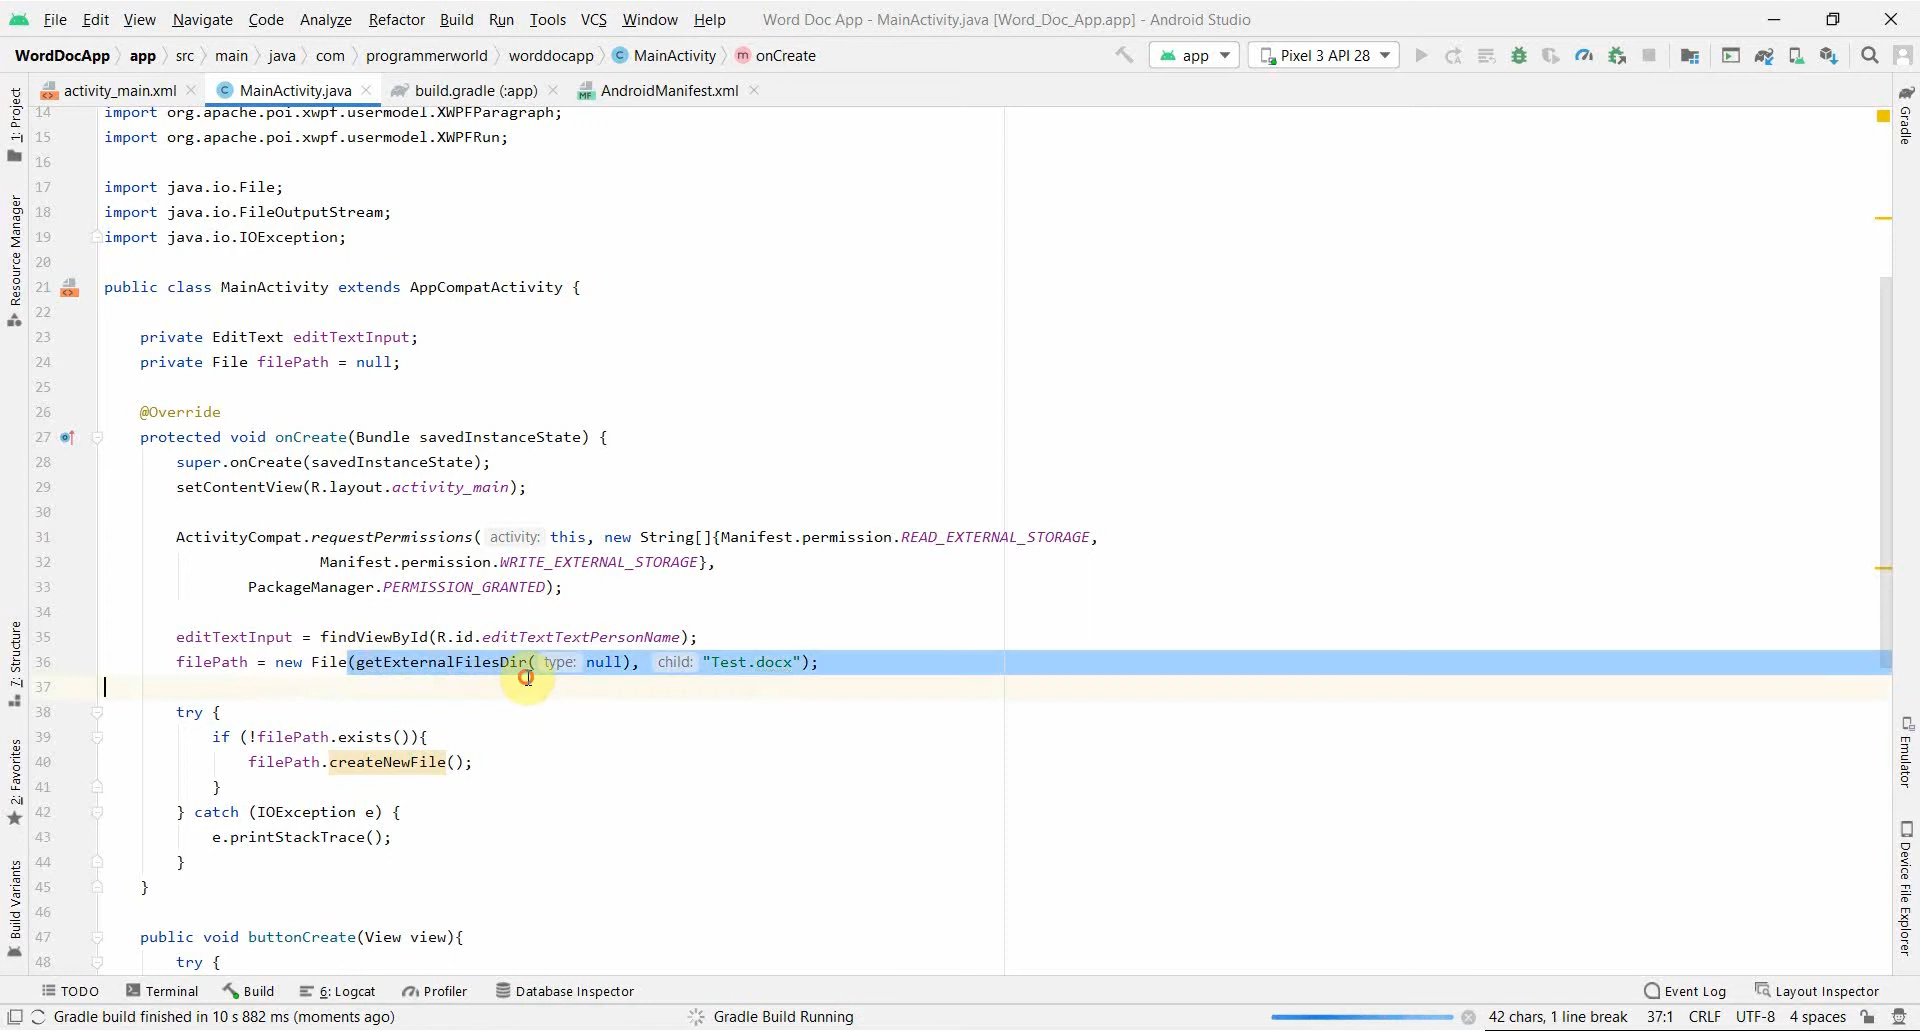 File Edit View Navigate Code Analyze Refactor Build Run Tools VCS Window Help Word Doc App - MainActivity.java [Word_Doc_App.app] - Android Studio
WordDocApp app src main java com programmerworld worddocapp C MainActivity m onCreate app Pixel 3 API 28
activity_main.xml C MainActivity.java build.gradle (:app) MF AndroidManifest.xml
14 import org.apache.poi.xwpf.usermodel.XWPFParagraph;
15 import org.apache.poi.xwpf.usermodel.XWPFRun;
16
17 import java.io.File;
18 import java.io.FileOutputStream;
19 import java.io.IOException;
20
21 public class MainActivity extends AppCompatActivity {
22
23 private EditText editTextInput;
24 private File filePath = null;
25
26 @Override
27 protected void onCreate(Bundle savedInstanceState) {
28 super.onCreate(savedInstanceState);
29 setContentView(R.layout.activity_main);
30
31 ActivityCompat.requestPermissions( activity: this, new String[]{Manifest.permission.READ_EXTERNAL_STORAGE,
32 Manifest.permission.WRITE_EXTERNAL_STORAGE},
33 PackageManager.PERMISSION_GRANTED);
34
35 editTextInput = findViewById(R.id.editTextTextPersonName);
36 filePath = new File(getExternalFilesDir( type: null), child: "Test.docx");
37
38 try {
39 if (!filePath.exists()){
40 filePath.createNewFile();
41 }
42 } catch (IOException e) {
43 e.printStackTrace();
44 }
45 }
46
47 public void buttonCreate(View view){
48 try {
1: Project
Resource Manager
7: Structure
2: Favorites
Build Variants
Gradle
Emulator
Device File Explorer
TODO Terminal Build 6: Logcat Profiler Database Inspector Event Log Layout Inspector
Gradle build finished in 10 s 882 ms (moments ago) Gradle Build Running 42 chars, 1 line break 37:1 CRLF UTF-8 4 spaces